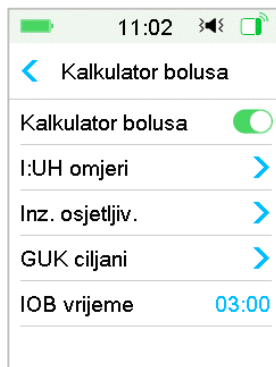 11:02
Kalkulator bolusa
Kalkulator bolusa
I:UH omjeri
Inz. osjetljiv.
GUK ciljani
IOB vrijeme 03:00